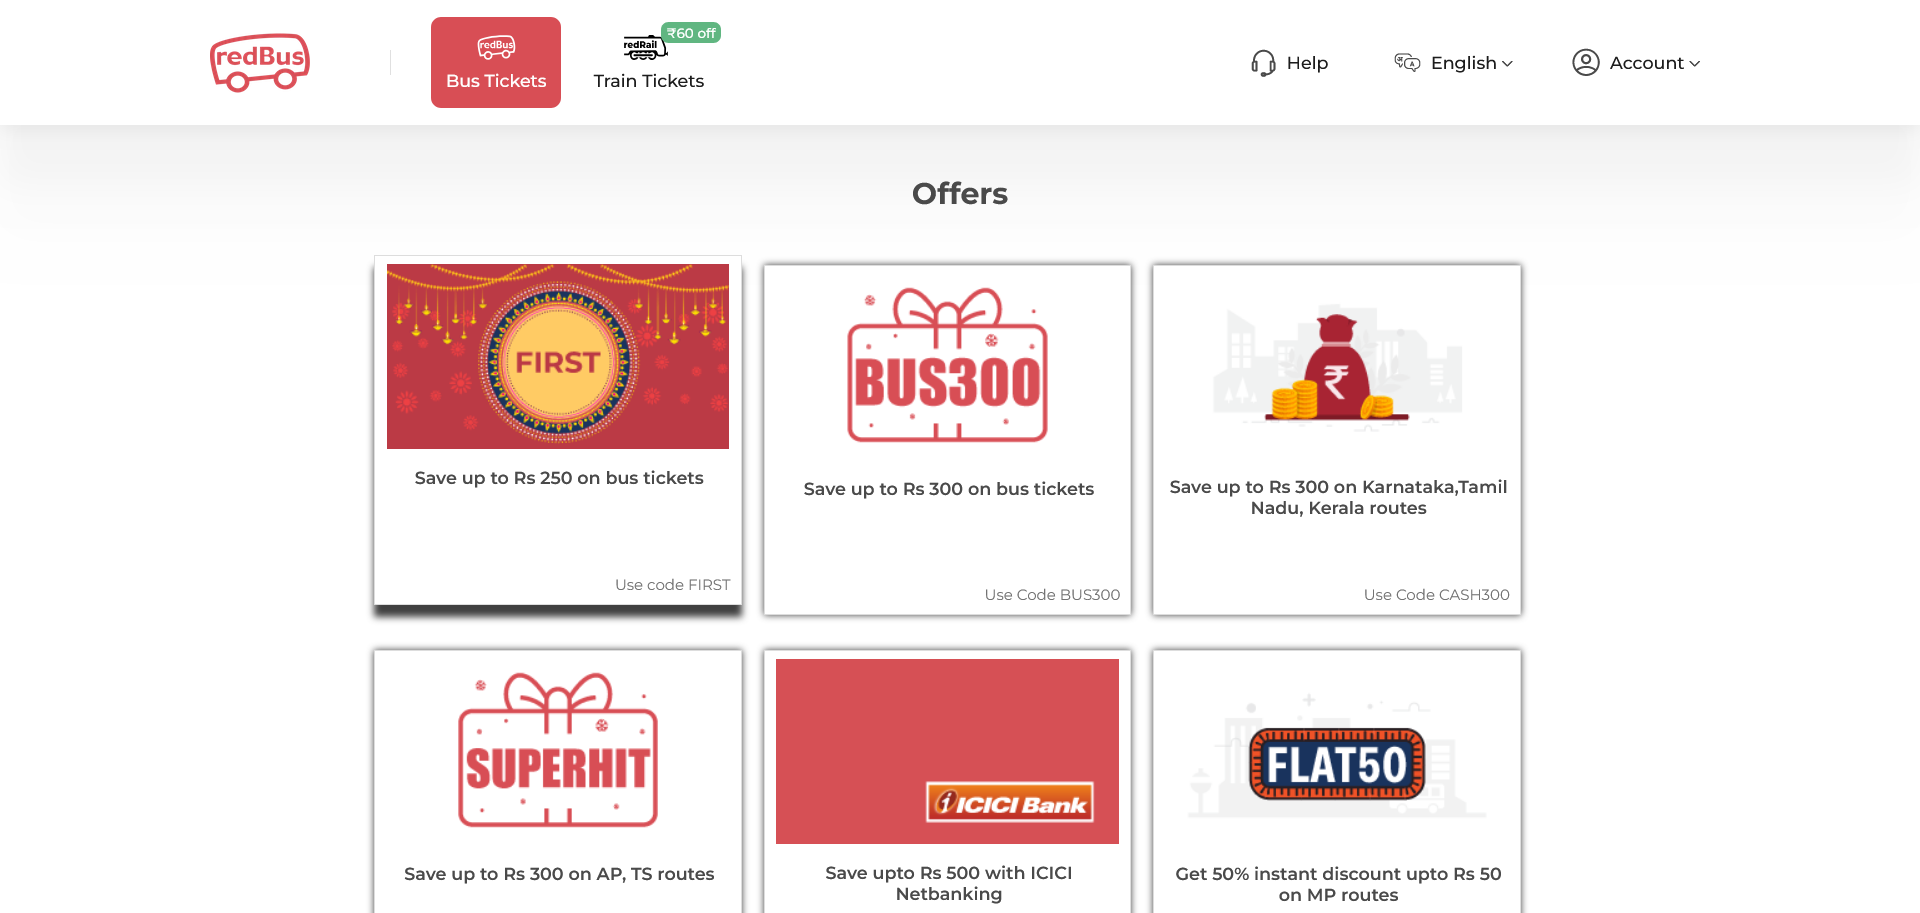 redBus
redBus
Bus Tickets
redRail
₹60 off
Train Tickets
Help
English
Account
Offers
FIRST
Save up to Rs 250 on bus tickets
Use code FIRST
BUS300
Save up to Rs 300 on bus tickets
Use Code BUS300
₹
Save up to Rs 300 on Karnataka,Tamil
Nadu, Kerala routes
Use Code CASH300
SUPERHIT
Save up to Rs 300 on AP, TS routes
ICICI Bank
Save upto Rs 500 with ICICI
Netbanking
FLAT50
Get 50% instant discount upto Rs 50
on MP routes